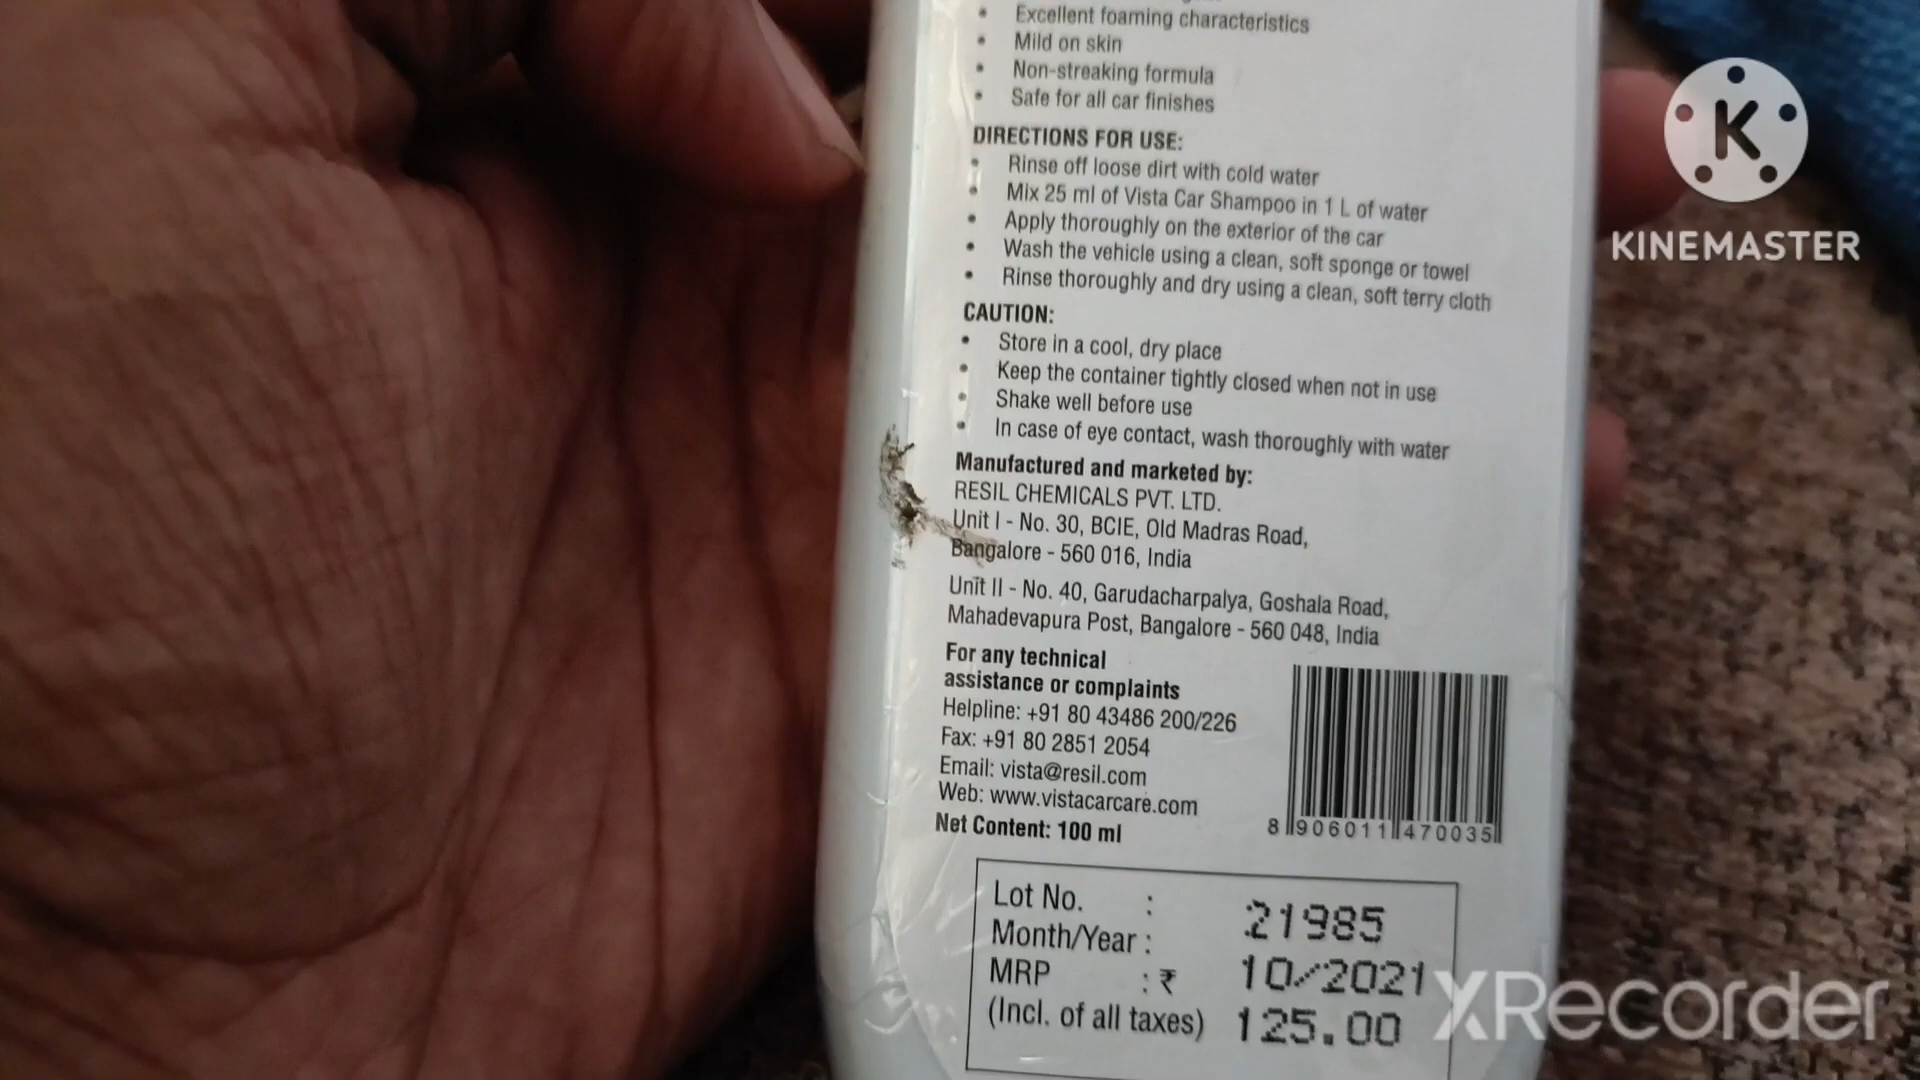 Excellent foaming characteristics
Mild on skin
Non-streaking formula
Safe for all car finishes
DIRECTIONS FOR USE:
Rinse off loose dirt with cold water
Mix 25 ml of Vista Car Shampoo in 1 L of water
Apply thoroughly on the exterior of the car
Wash the vehicle using a clean, soft sponge or towel
Rinse thoroughly and dry using a clean, soft terry cloth
CAUTION:
Store in a cool, dry place
Keep the container tightly closed when not in use
Shake well before use
In case of eye contact, wash thoroughly with water
Manufactured and marketed by:
RESIL CHEMICALS PVT. LTD.
Unit I - No. 30, BCIE, Old Madras Road,
Bangalore - 560 016, India
Unit II - No. 40, Garudacharpalya, Goshala Road,
Mahadevapura Post, Bangalore - 560 048, India
For any technical
assistance or complaints
Helpline: +91 80 43486 200/226
Fax: +91 80 2851 2054
Email: vista@resil.com
Web: www.vistacarcare.com
Net Content: 100 ml
8 906011 470035
Lot No. : 21985
Month/Year : 10/2021
MRP : ₹ 125.00
(Incl. of all taxes)
K
KINEMASTER
XRecorder